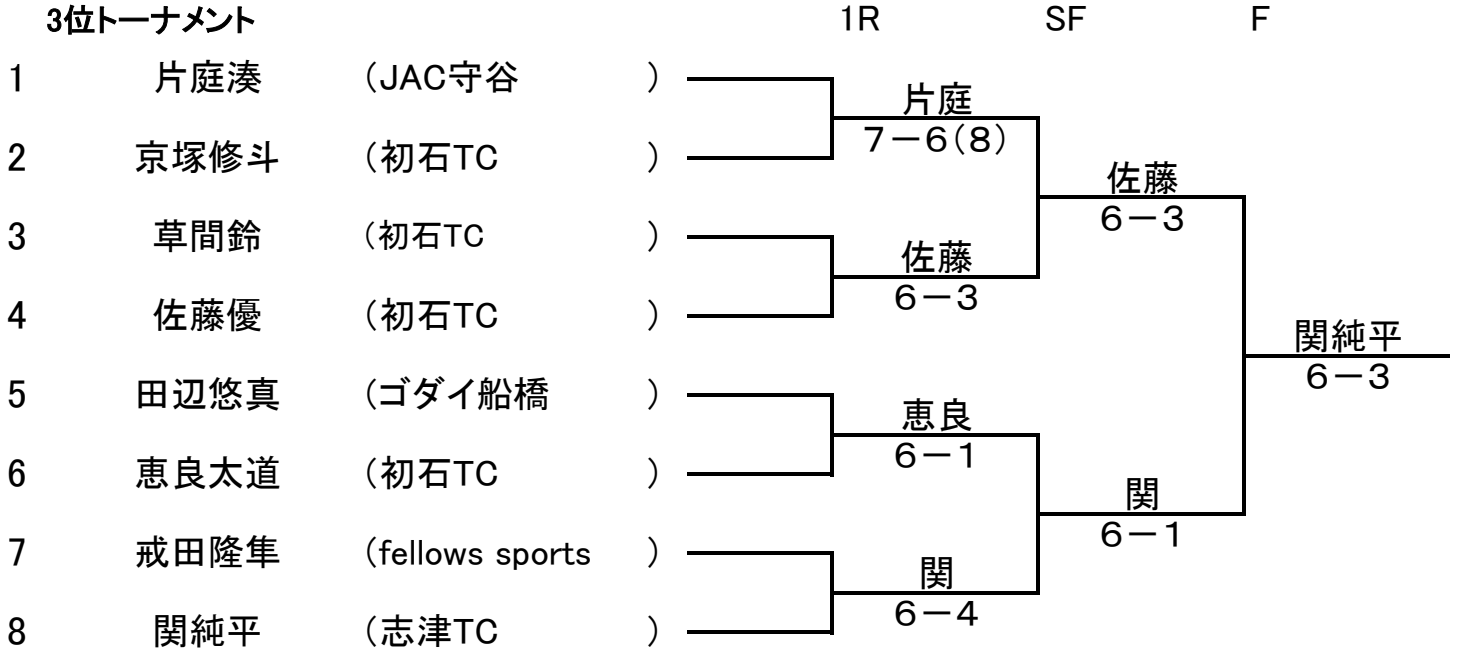 3位トーナメント 1R SF F
1 片庭湊 (JAC守谷 )
片庭
7－6(8)
2 京塚修斗 (初石TC )
佐藤
6－3
3 草間鈴 (初石TC )
佐藤
6－3
4 佐藤優 (初石TC )
関純平
6－3
5 田辺悠真 (ゴダイ船橋 )
恵良
6－1
6 恵良太道 (初石TC )
関
6－1
7 戒田隆隼 (fellows sports )
関
6－4
8 関純平 (志津TC )